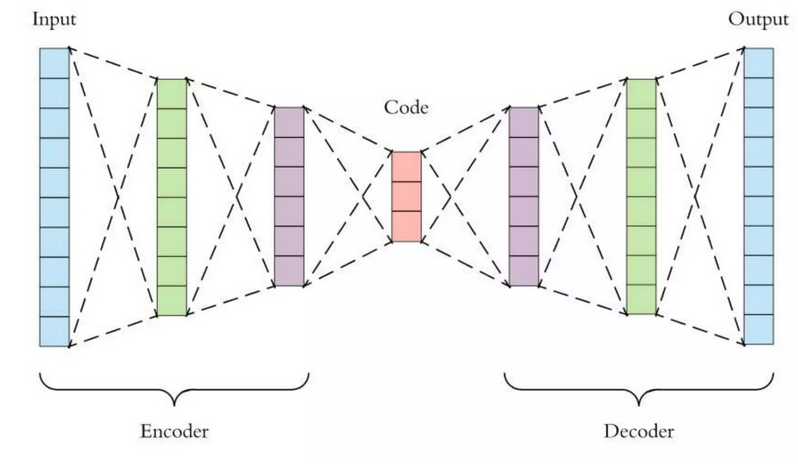 Input
Output
Code
Encoder
Decoder